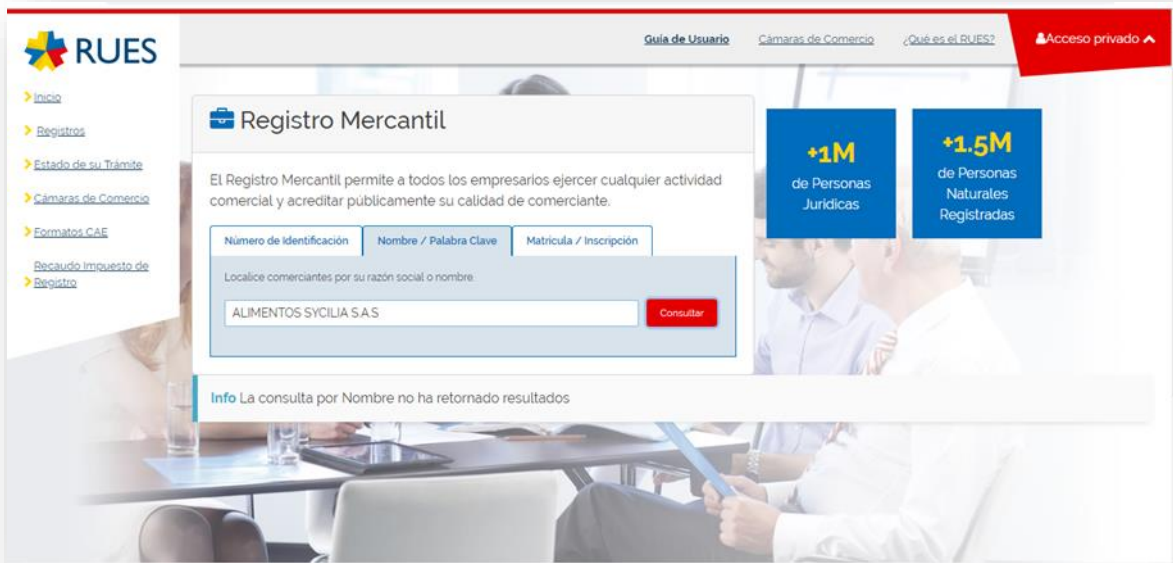 RUES
Guia de Usuario
Cámaras de Comercio
¿Qué es el RUES?
Acceso privado
Inicio
Registros
Estado de su Trámite
Cámaras de Comercio
Formatos CAE
Recaudo Impuesto de
Registro
Registro Mercantil
El Registro Mercantil permite a todos los empresarios ejercer cualquier actividad
comercial y acreditar públicamente su calidad de comerciante.
Número de Identificación
Nombre / Palabra Clave
Matrícula / Inscripción
Localice comerciantes por su razón social o nombre.
ALIMENTOS SYCILIA S.A.S
Consultar
Info La consulta por Nombre no ha retornado resultados
+1M
de Personas
Jurídicas
+1.5M
de Personas
Naturales
Registradas